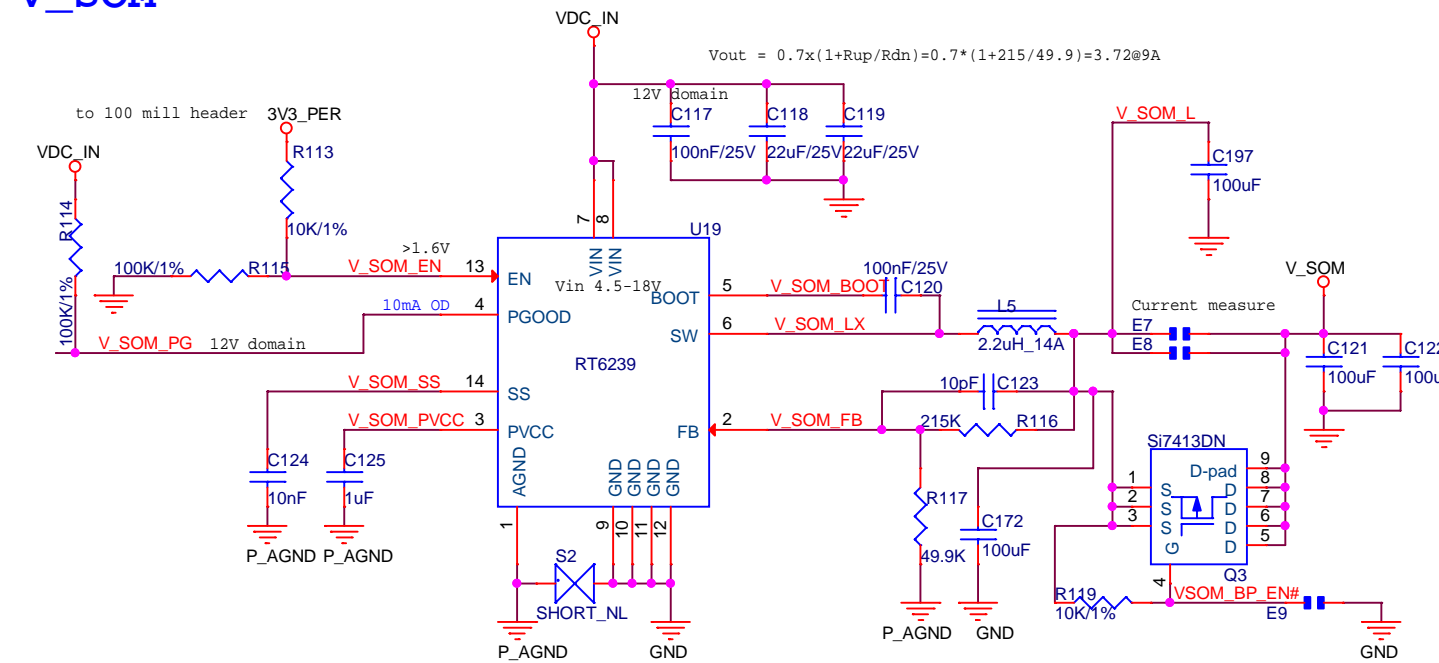 V_SOM
VDC_IN
Vout = 0.7x(1+Rup/Rdn)=0.7*(1+215/49.9)=3.72@9A
12V domain
C117
100nF/25V
C118
22uF/25V
C119
22uF/25V
to 100 mill header
3V3_PER
R113
10K/1%
VDC_IN
R114
100K/1%
100K/1%
R115
>1.6V
V_SOM_EN
13
EN
10mA OD
4
PGOOD
V_SOM_PG
12V domain
V_SOM_SS
14
SS
V_SOM_PVCC
3
PVCC
C124
10nF
P_AGND
C125
1uF
P_AGND
7
8
VIN
VIN
Vin 4.5-18V
U19
RT6239
BOOT
5
V_SOM_BOOT
100nF/25V
C120
SW
6
V_SOM_LX
L5
2.2uH_14A
FB
2
V_SOM_FB
10pF
C123
215K
R116
R117
49.9K
P_AGND
C172
100uF
GND
AGND
GND
GND
GND
GND
1
9
10
11
12
S2
SHORT_NL
P_AGND
GND
V_SOM_L
C197
100uF
V_SOM
Current measure
E7
E8
C121
100uF
C122
100u
Si7413DN
D-pad
9
8
7
6
5
1
2
3
S
S
S
D
D
D
D
G
4
Q3
R119
10K/1%
VSOM_BP_EN#
E9
GND